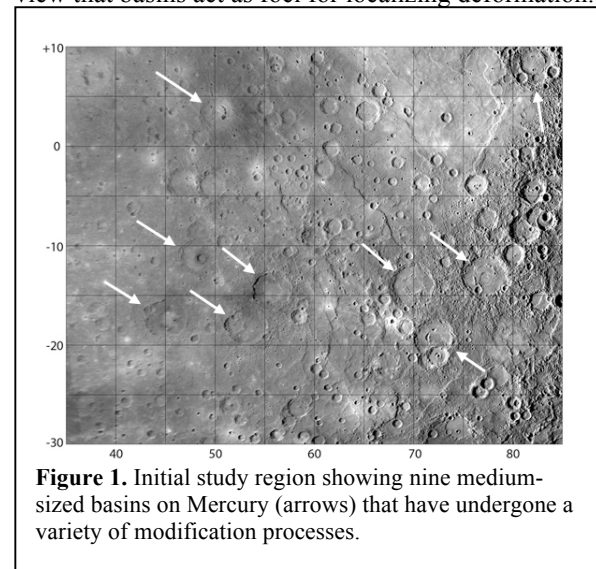 view that basins act as foci for localizing deformation.
+10
0
-10
-20
-30
40 50 60 70 80
Figure 1. Initial study region showing nine medium-
sized basins on Mercury (arrows) that have undergone a
variety of modification processes.